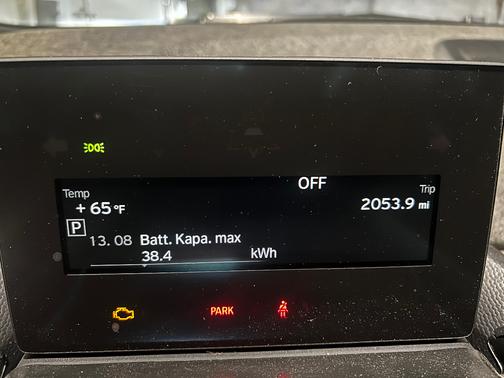 OFF
Temp
Trip
+ 65 °F
2053.9 mi
P
13. 08 Batt. Kapa. max
38.4 kWh
PARK